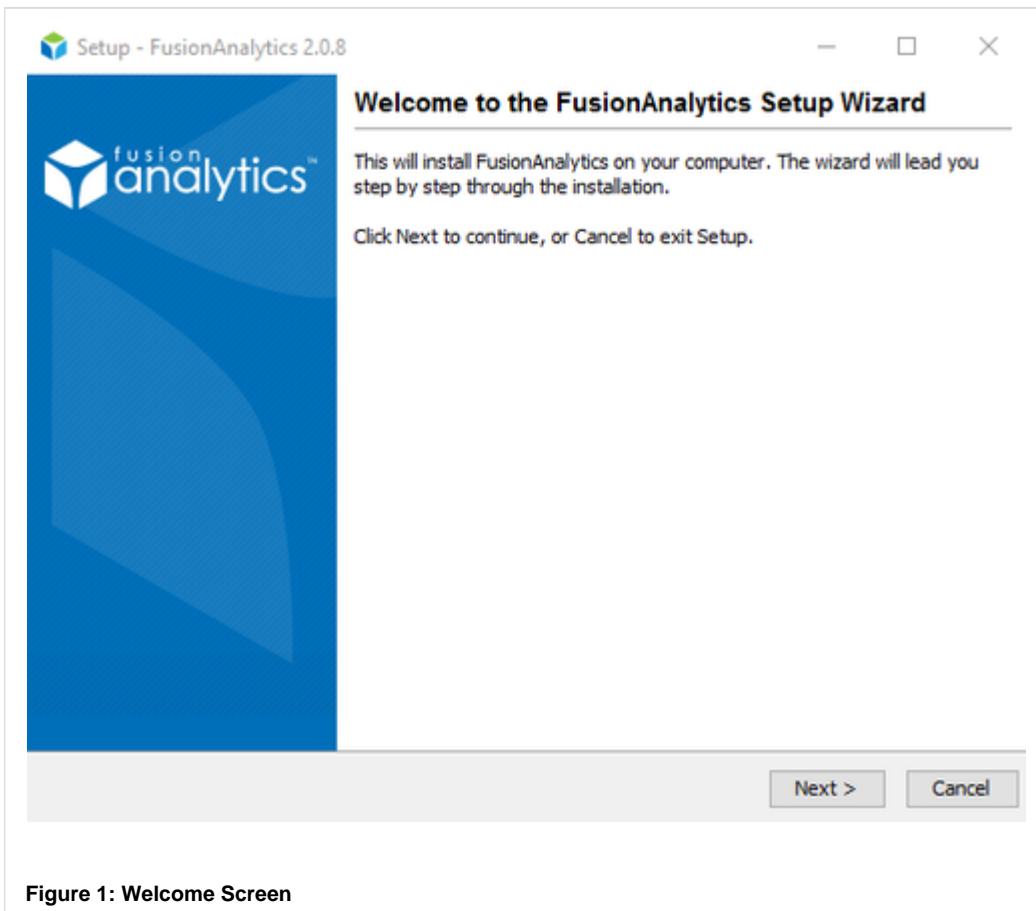 Setup - FusionAnalytics 2.0.8
fusion
analytics™
Welcome to the FusionAnalytics Setup Wizard
This will install FusionAnalytics on your computer. The wizard will lead you
step by step through the installation.
Click Next to continue, or Cancel to exit Setup.
Next >
Cancel
Figure 1: Welcome Screen